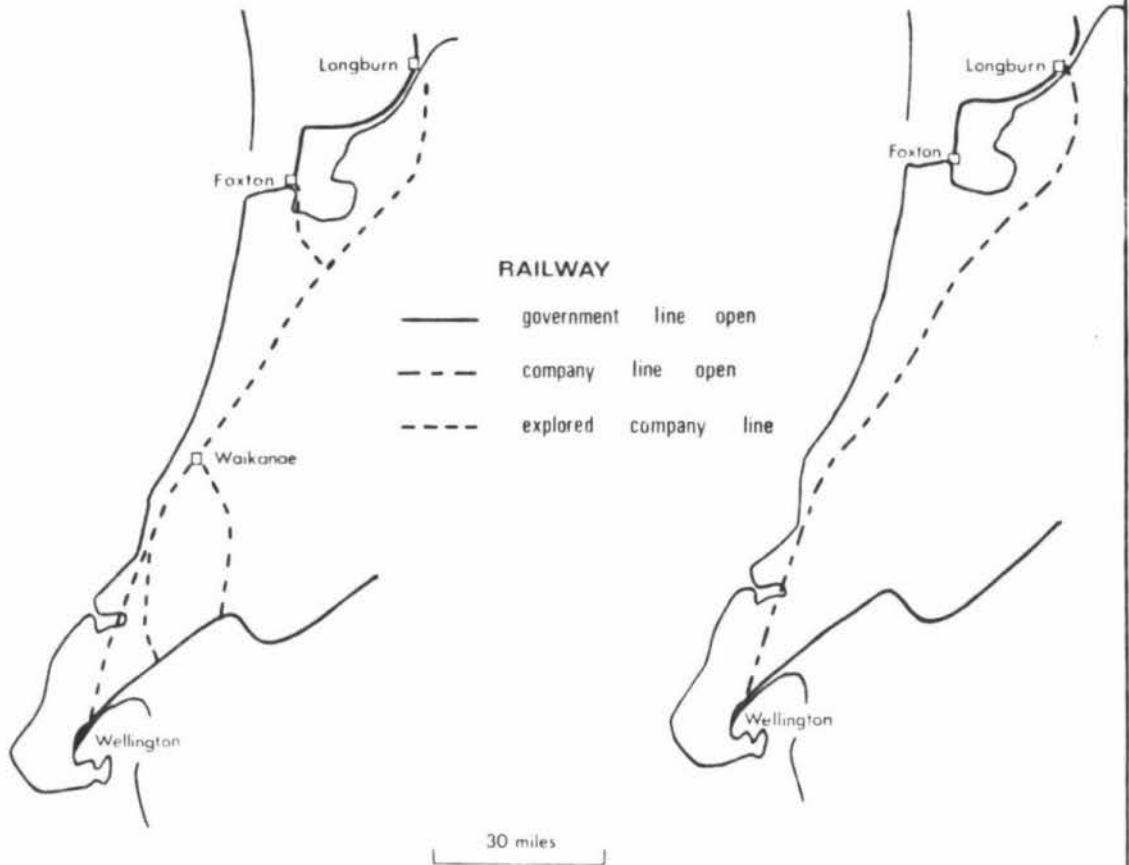 Longburn
Foxton
Waikanae
Wellington
RAILWAY
government line open
company line open
explored company line
Longburn
Foxton
Wellington
30 miles